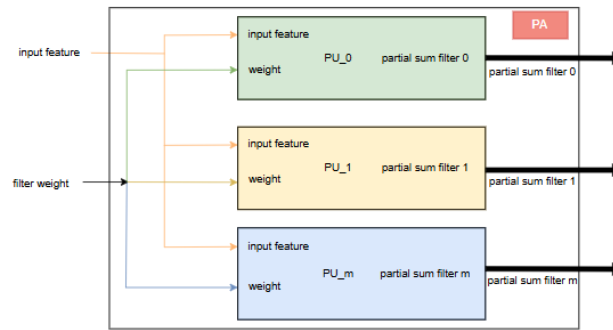 PA
input feature
input feature
PU_0
partial sum filter 0
weight
partial sum filter 0
input feature
PU_1
partial sum filter 1
weight
partial sum filter 1
filter weight
input feature
PU_m
partial sum filter m
weight
partial sum filter m